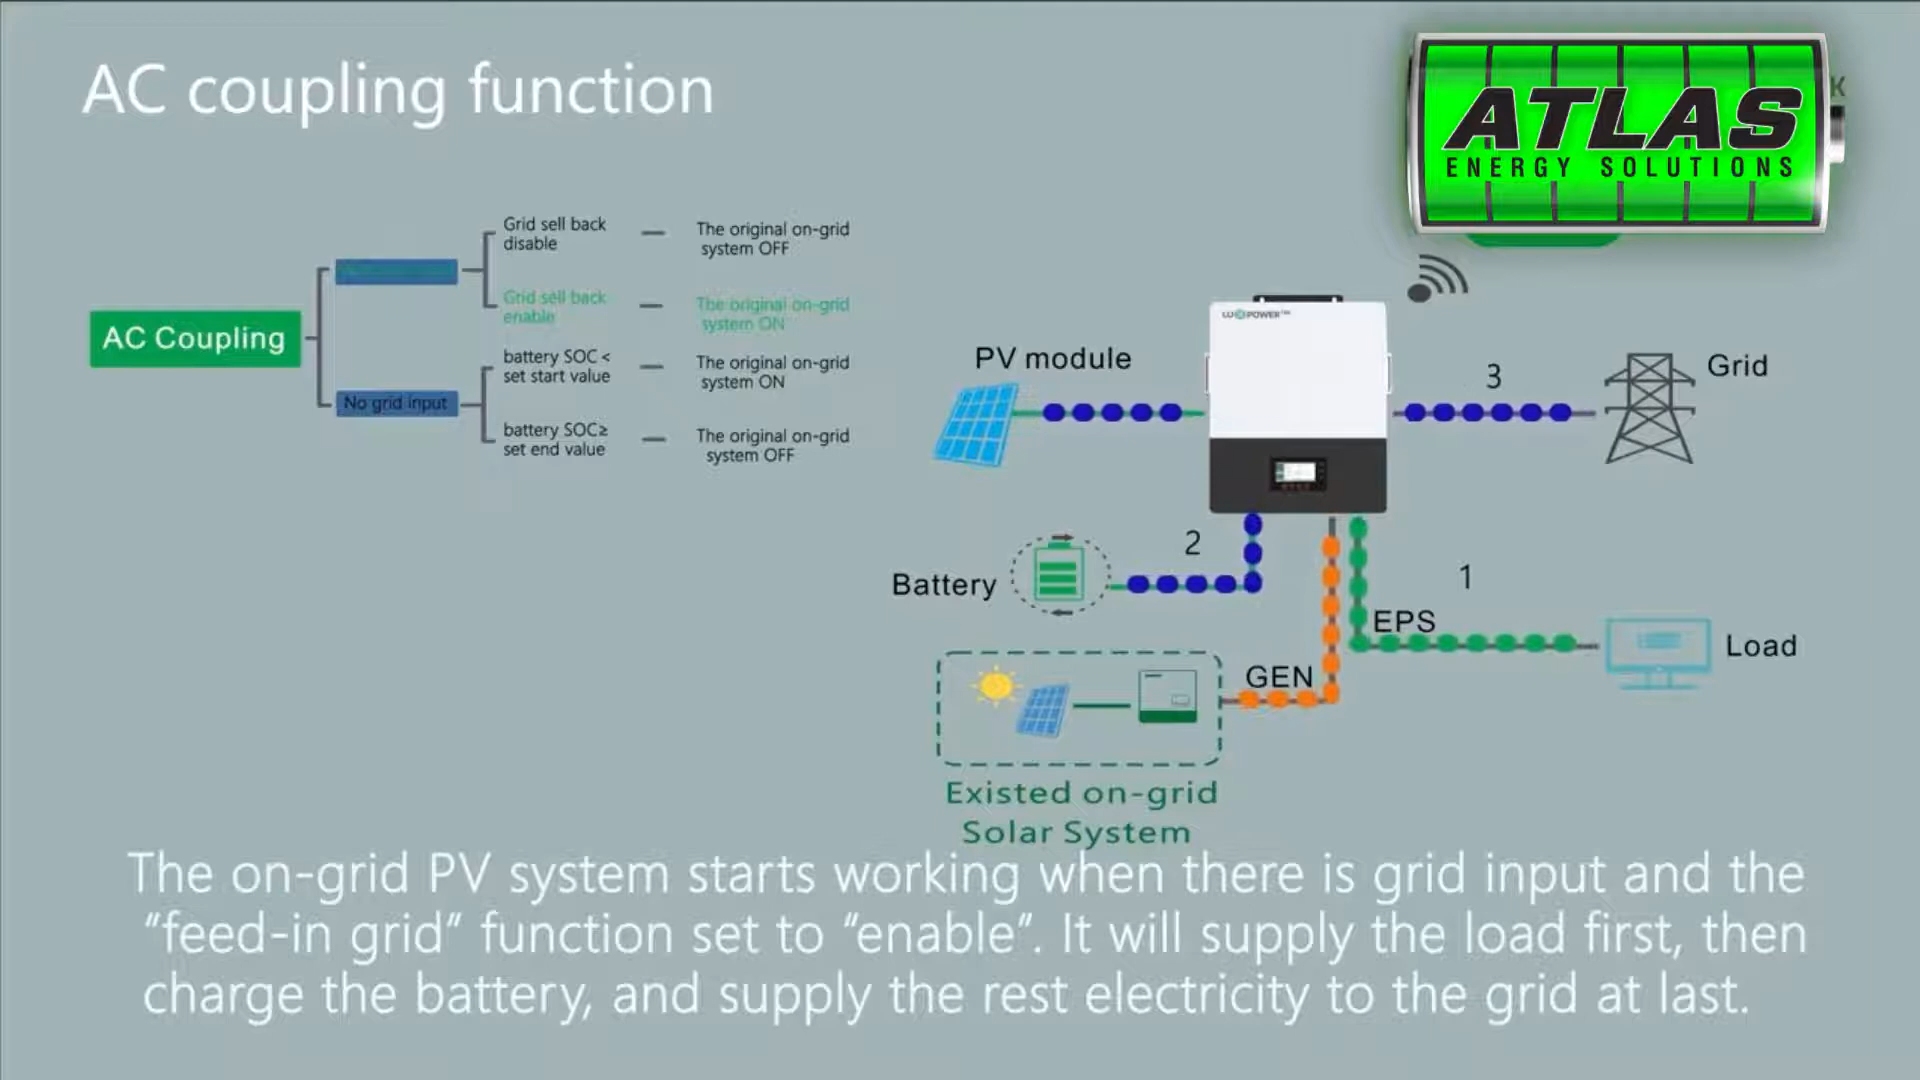 AC coupling function
K
ATLAS
ENERGY SOLUTIONS
Grid sell back
disable
The original on-grid
system OFF
Grid sell back
enable
The original on-grid
system ON
AC Coupling
battery SOC <
set start value
The original on-grid
system ON
No grid input
battery SOC≥
set end value
The original on-grid
system OFF
LUXPOWER
PV module
3
Grid
2
Battery
1
EPS
Load
GEN
Existed on-grid
Solar System
The on-grid PV system starts working when there is grid input and the
“feed-in grid” function set to “enable”. It will supply the load first, then
charge the battery, and supply the rest electricity to the grid at last.